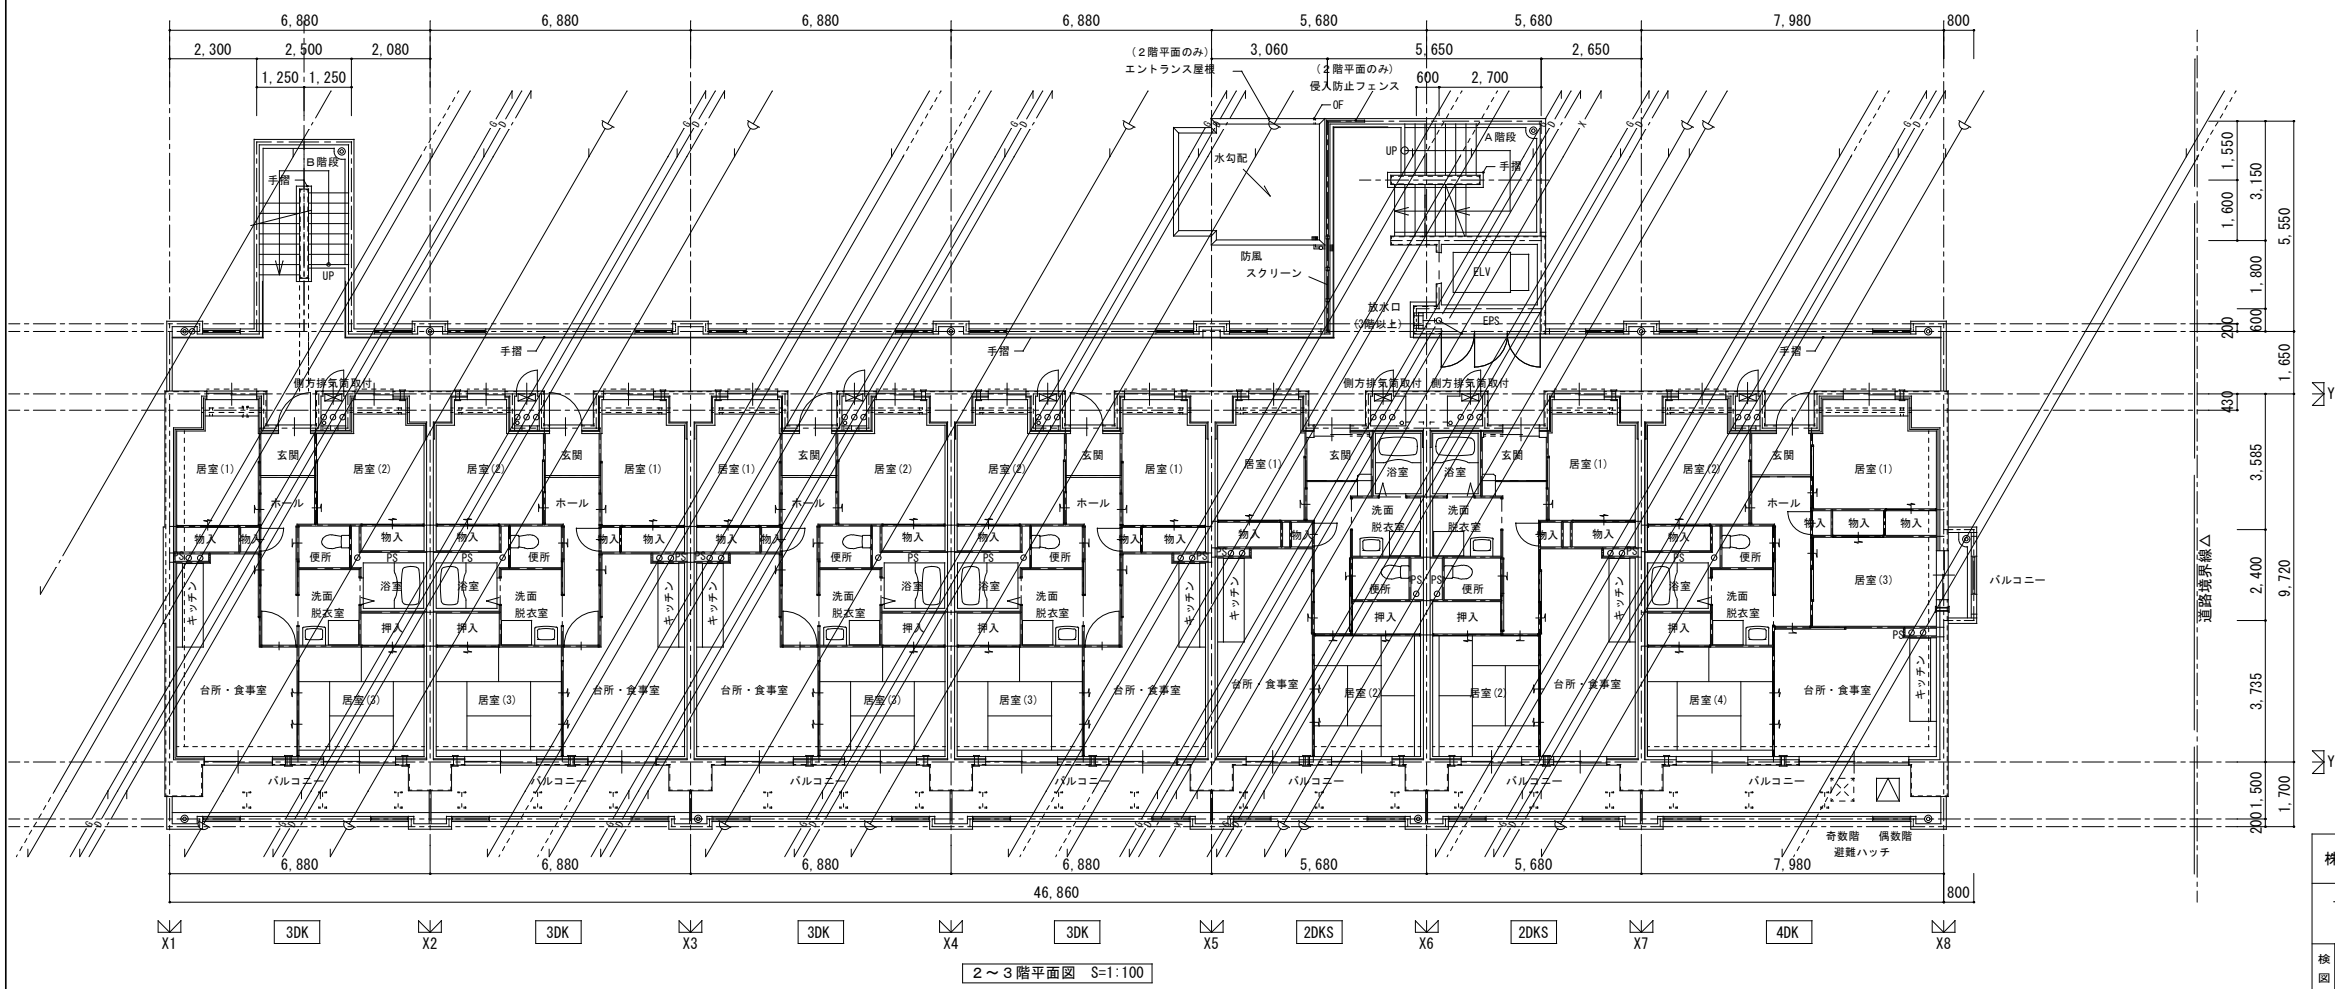 6,880 6,880 6,880 6,880 5,680 5,680 7,980 800
2,300 2,500 2,080 3,060 5,650 2,650
1,250 1,250 600 2,700
(2階平面のみ)
エントランス屋根
(2階平面のみ)
侵入防止フェンス
OF
B階段
手摺
UP
水勾配
UP
A階段
手摺
防風
スクリーン
ELV
放水口
(3階以上)
EPS
1,550
1,600
3,150
5,550
1,800
600
200
1,650
430
3,585
2,400
9,720
3,735
1,500
200
1,700
Y
Y
道路境界線△
手摺 手摺 手摺
側方排気筒取付 側方排気筒取付 側方排気筒取付
居室(1) 玄関 居室(2) 居室(2) 玄関 居室(1) 居室(1) 玄関 居室(2) 居室(2) 玄関 居室(1) 居室(1) 玄関 浴室 浴室 玄関 居室(1) 居室(2) 玄関 居室(1)
ホール ホール ホール ホール ホール
洗面 洗面
脱衣室 脱衣室
物入 物入 物入 物入 物入 物入 物入 物入 物入 物入 物入 物入 物入 物入 物入 物入 物入 物入 物入 物入
PS 便所 PS PS 便所 PS PS 便所 PS PS 便所 PS PS PS 便所
キッチン 洗面 浴室 浴室 洗面 キッチン キッチン 洗面 浴室 浴室 洗面 キッチン キッチン 便所 PS PS 便所 キッチン 浴室 洗面 居室(3) バルコニー
脱衣室 脱衣室 脱衣室 脱衣室 脱衣室
押入 押入 押入 押入 押入 押入 押入
PS
キッチン
台所・食事室 居室(3) 居室(3) 台所・食事室 台所・食事室 居室(3) 居室(3) 台所・食事室 台所・食事室 居室(2) 居室(2) 台所・食事室 居室(4) 台所・食事室
バルコニー バルコニー バルコニー バルコニー バルコニー バルコニー バルコニー
奇数階 偶数階
避難ハッチ
6,880 6,880 6,880 6,880 5,680 5,680 7,980
46,860 800
X1 3DK X2 3DK X3 3DK X4 3DK X5 2DKS X6 2DKS X7 4DK X8
2～3階平面図 S=1:100
株
検
図